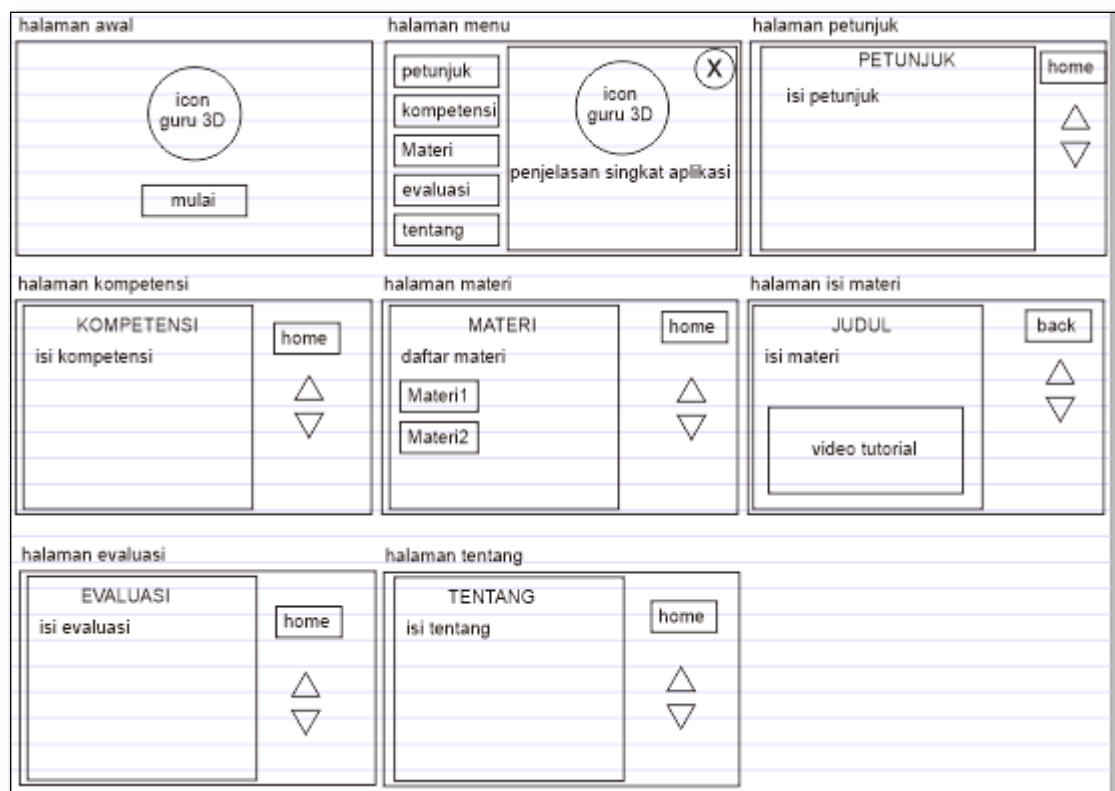 halaman awal
icon
guru 3D
mulai
halaman menu
petunjuk
kompetensi
Materi
evaluasi
tentang
X
icon
guru 3D
penjelasan singkat aplikasi
halaman petunjuk
PETUNJUK
isi petunjuk
home
halaman kompetensi
KOMPETENSI
isi kompetensi
home
halaman materi
MATERI
daftar materi
Materi1
Materi2
home
halaman isi materi
JUDUL
isi materi
video tutorial
back
halaman evaluasi
EVALUASI
isi evaluasi
home
halaman tentang
TENTANG
isi tentang
home